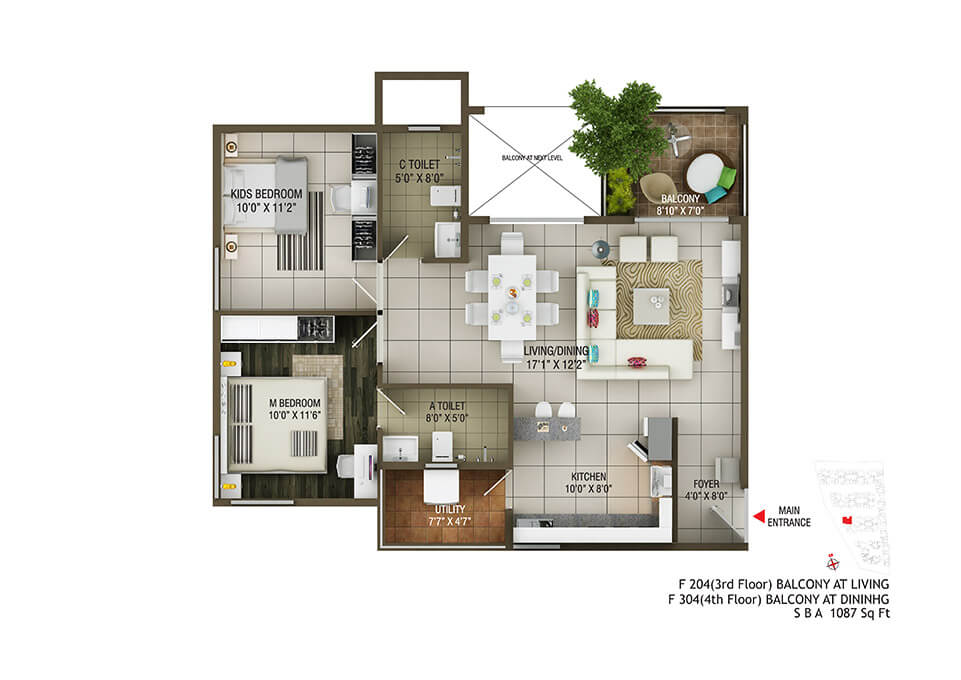 C TOILET
5'0" X 8'0"
BALCONY AT NEXT LEVEL
KIDS BEDROOM
10'0" X 11'2"
BALCONY
8'10" X 7'0"
LIVING/DINING
17'1" X 12'2"
M BEDROOM
10'0" X 11'6"
A TOILET
8'0" X 5'0"
KITCHEN
10'0" X 8'0"
FOYER
4'0" X 8'0"
UTILITY
7'7" X 4'7"
MAIN
ENTRANCE
F 204(3rd Floor) BALCONY AT LIVING
F 304(4th Floor) BALCONY AT DININHG
S B A 1087 Sq Ft